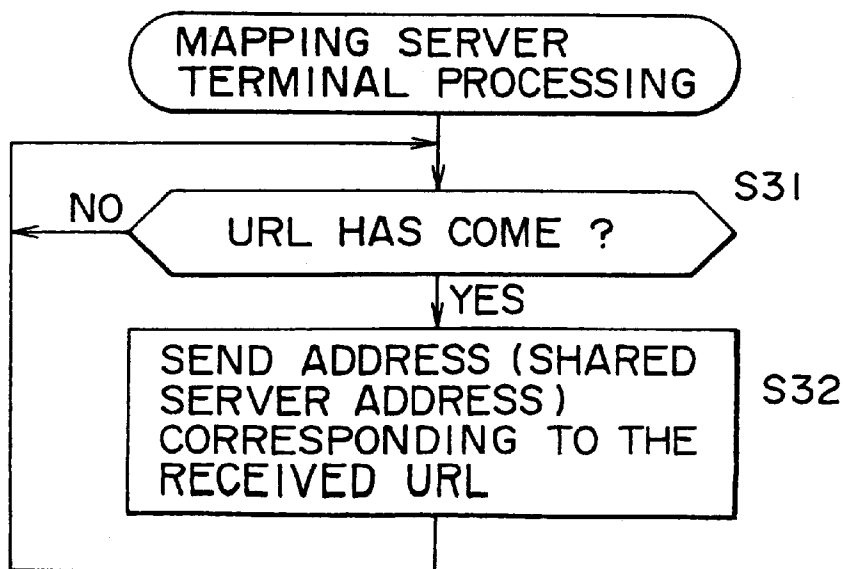 MAPPING SERVER
TERMINAL PROCESSING
S31
NO
URL HAS COME ?
YES
SEND ADDRESS (SHARED
SERVER ADDRESS)
CORRESPONDING TO THE
RECEIVED URL
S32